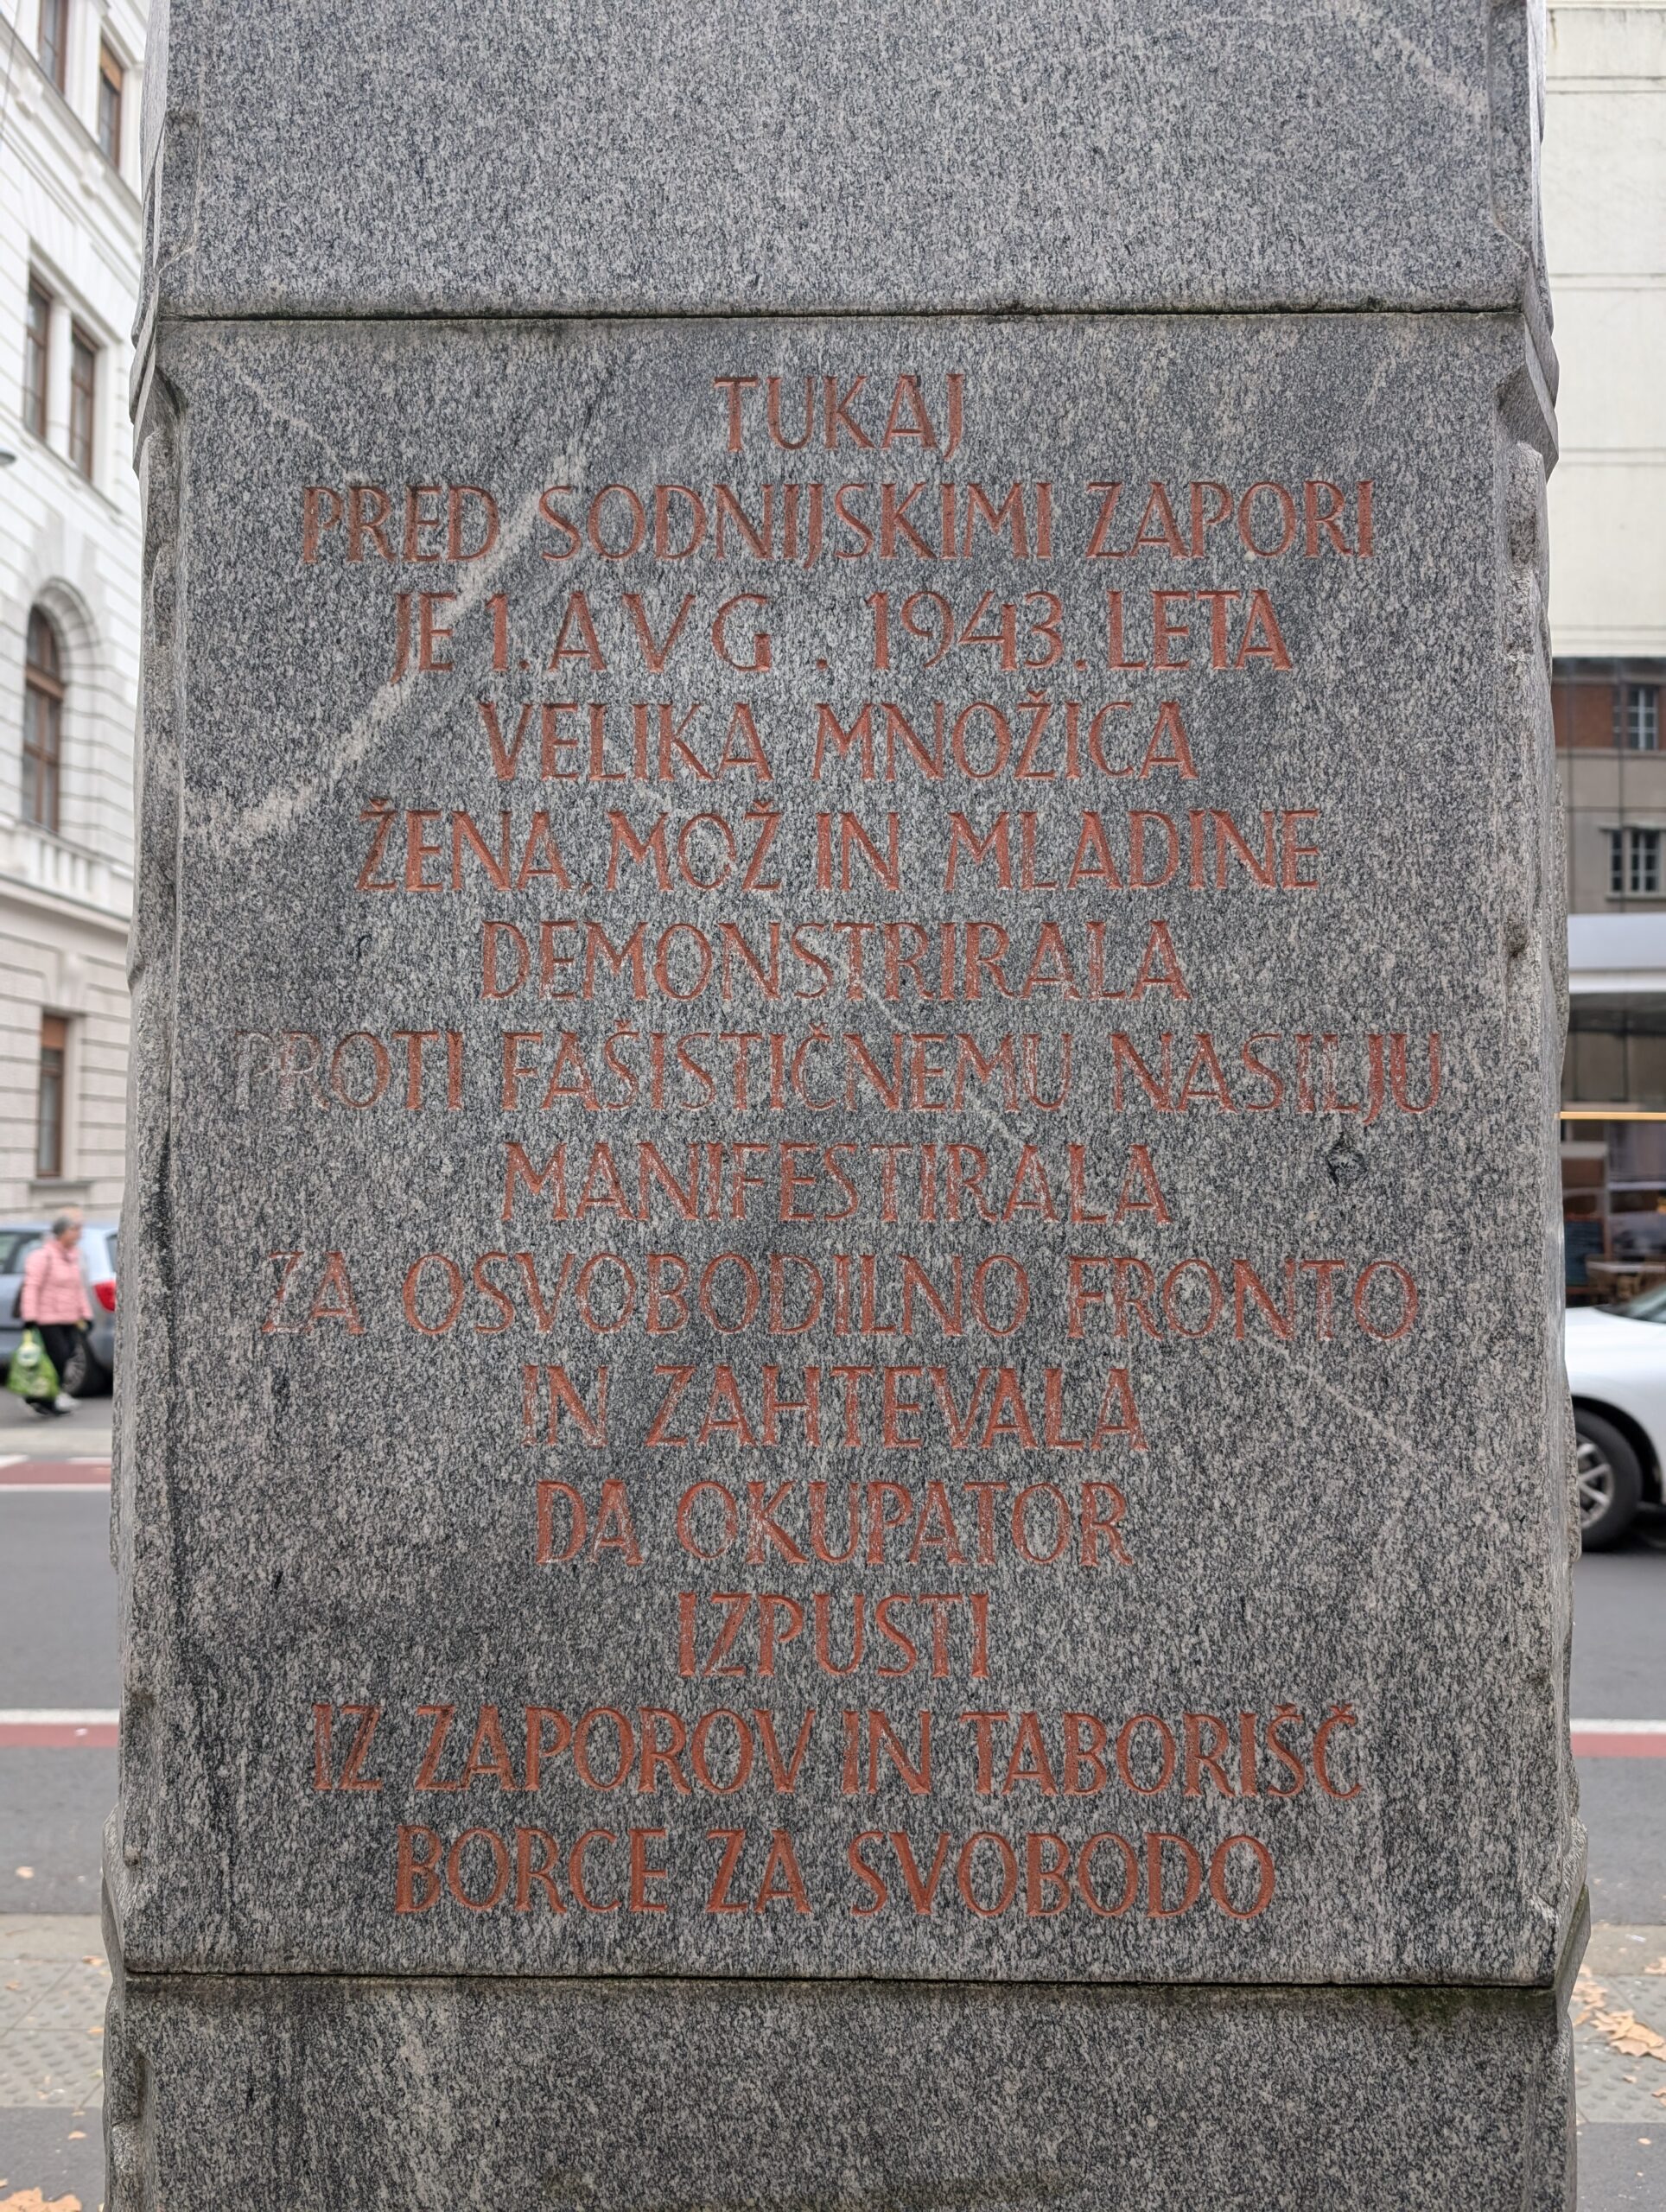 TUKAJ
PRED SODNIJSKIMI ZAPORI
JE 1. AVG. 1943. LETA
VELIKA MNOŽICA
ŽENA, MOŽ IN MLADINE
DEMONSTRIRALA
PROTI FAŠISTIČNEMU NASILJU
MANIFESTIRALA
ZA OSVOBODILNO FRONTO
IN ZAHTEVALA
DA OKUPATOR
IZPUSTI
IZ ZAPOROV IN TABORIŠČ
BORCE ZA SVOBODO